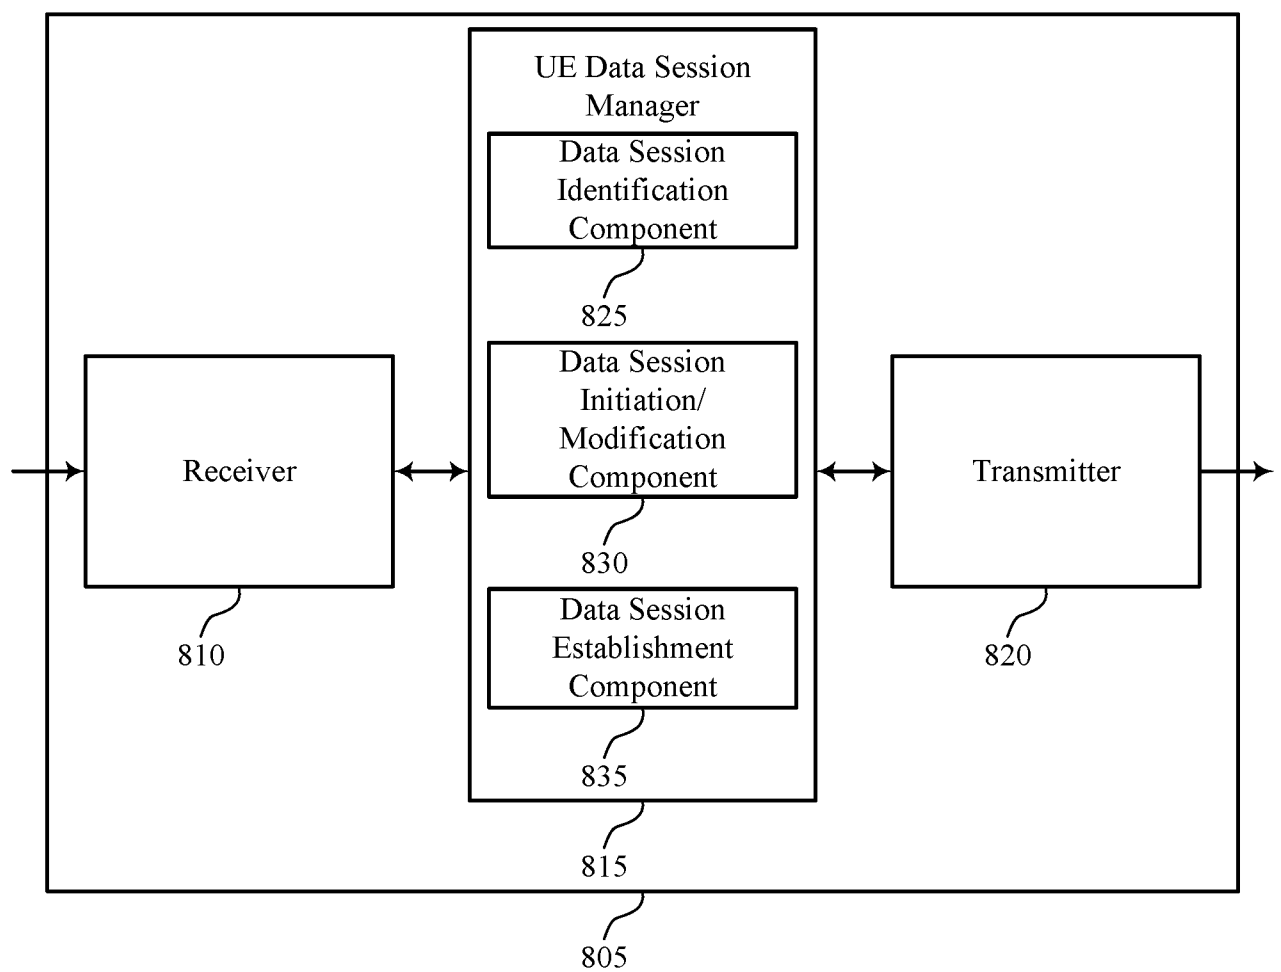 UE Data Session
Manager
Data Session
Identification
Component
825
Data Session
Initiation/
Modification
Component
830
Data Session
Establishment
Component
835
815
Receiver
810
Transmitter
820
805